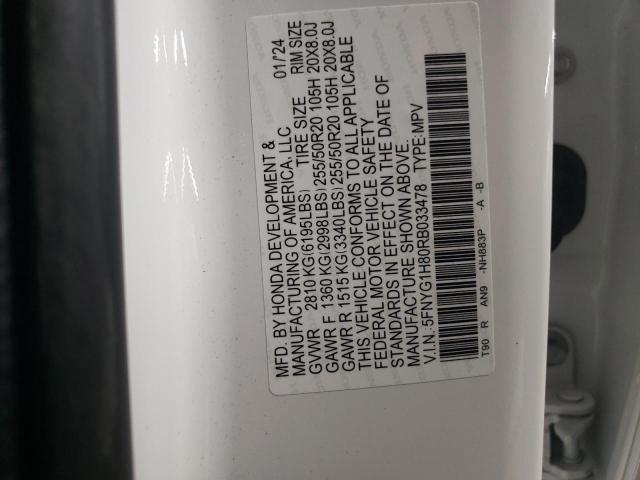 MFD. BY HONDA DEVELOPMENT &
MANUFACTURING OF AMERICA, LLC 01/'24
GVWR 2810 KG(6195LBS) TIRE SIZE RIM SIZE
GAWR F 1360 KG(2998LBS) 255/50R20 105H 20X8.0J
GAWR R 1515 KG(3340LBS) 255/50R20 105H 20X8.0J
THIS VEHICLE CONFORMS TO ALL APPLICABLE
FEDERAL MOTOR VEHICLE SAFETY
STANDARDS IN EFFECT ON THE DATE OF
MANUFACTURE SHOWN ABOVE.
V.I.N.:5FNYG1H80RB033478 TYPE:MPV
T90 R AN9 -NH883P -A -B